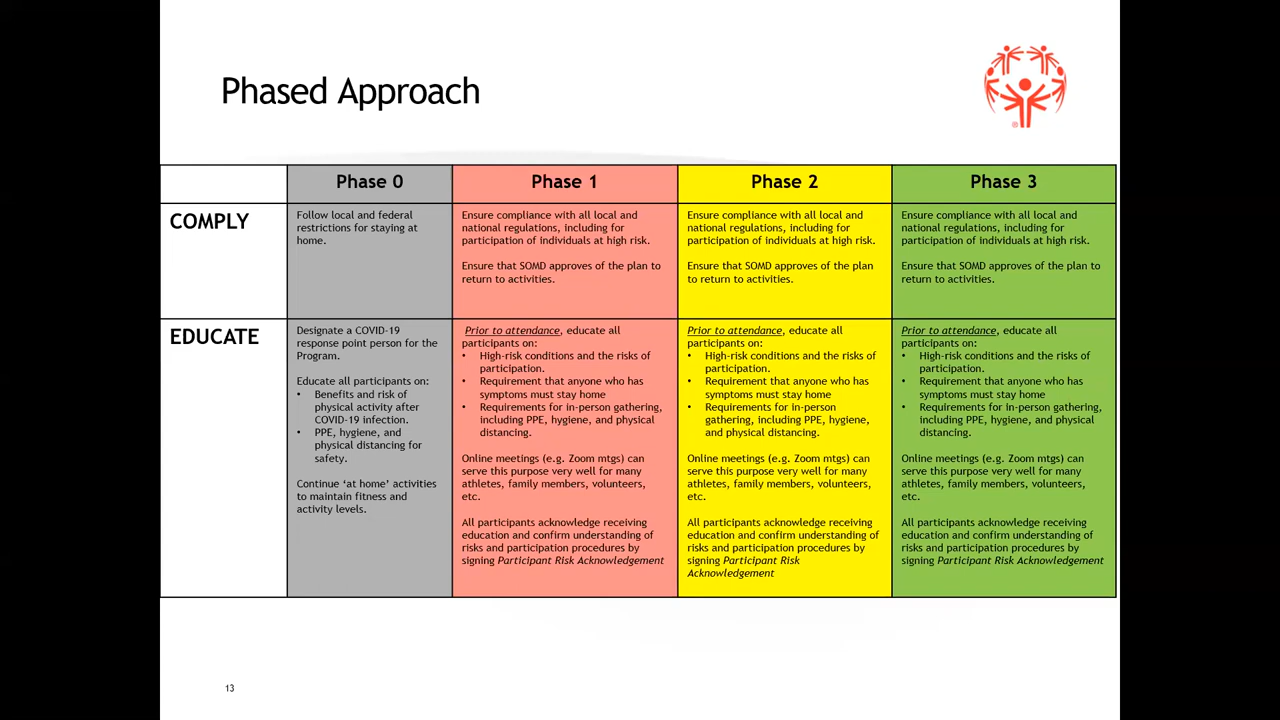 Phased Approach
®
Phase 0
Phase 1
Phase 2
Phase 3
COMPLY
Follow local and federal
restrictions for staying at
home.
Ensure compliance with all local and
national regulations, including for
participation of individuals at high risk.
Ensure that SOMD approves of the plan to
return to activities.
Ensure compliance with all local and
national regulations, including for
participation of individuals at high risk.
Ensure that SOMD approves of the plan
to return to activities.
Ensure compliance with all local and
national regulations, including for
participation of individuals at high risk.
Ensure that SOMD approves of the plan to
return to activities.
EDUCATE
Designate a COVID-19
response point person for the
Program.
Educate all participants on:
• Benefits and risk of
physical activity after
COVID-19 infection.
• PPE, hygiene, and
physical distancing for
safety.
Continue ‘at home’ activities
to maintain fitness and
activity levels.
Prior to attendance, educate all
participants on:
• High-risk conditions and the risks of
participation.
• Requirement that anyone who has
symptoms must stay home
• Requirements for in-person gathering,
including PPE, hygiene, and physical
distancing.
Online meetings (e.g. Zoom mtgs) can
serve this purpose very well for many
athletes, family members, volunteers,
etc.
All participants acknowledge receiving
education and confirm understanding of
risks and participation procedures by
signing Participant Risk Acknowledgement
Prior to attendance, educate all
participants on:
• High-risk conditions and the risks of
participation.
• Requirement that anyone who has
symptoms must stay home
• Requirements for in-person
gathering, including PPE, hygiene,
and physical distancing.
Online meetings (e.g. Zoom mtgs) can
serve this purpose very well for many
athletes, family members, volunteers,
etc.
All participants acknowledge receiving
education and confirm understanding of
risks and participation procedures by
signing Participant Risk
Acknowledgement
Prior to attendance, educate all
participants on:
• High-risk conditions and the risks of
participation.
• Requirement that anyone who has
symptoms must stay home
• Requirements for in-person gathering,
including PPE, hygiene, and physical
distancing.
Online meetings (e.g. Zoom mtgs) can
serve this purpose very well for many
athletes, family members, volunteers,
etc.
All participants acknowledge receiving
education and confirm understanding of
risks and participation procedures by
signing Participant Risk Acknowledgement
13